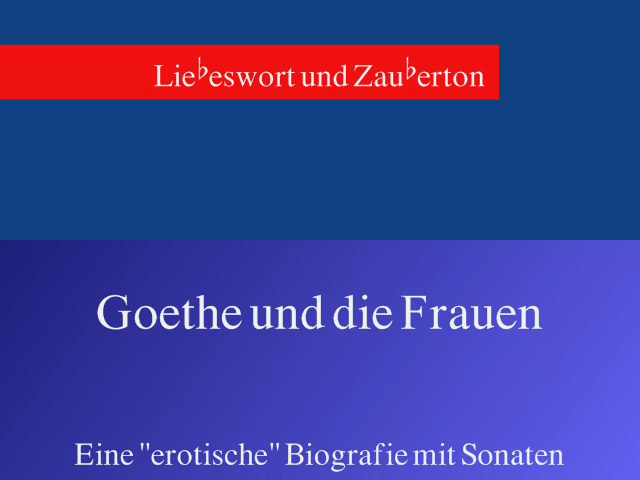 Lie♭eswort und Zau♭erton
Goethe und die Frauen
Eine "erotische" Biografie mit Sonaten